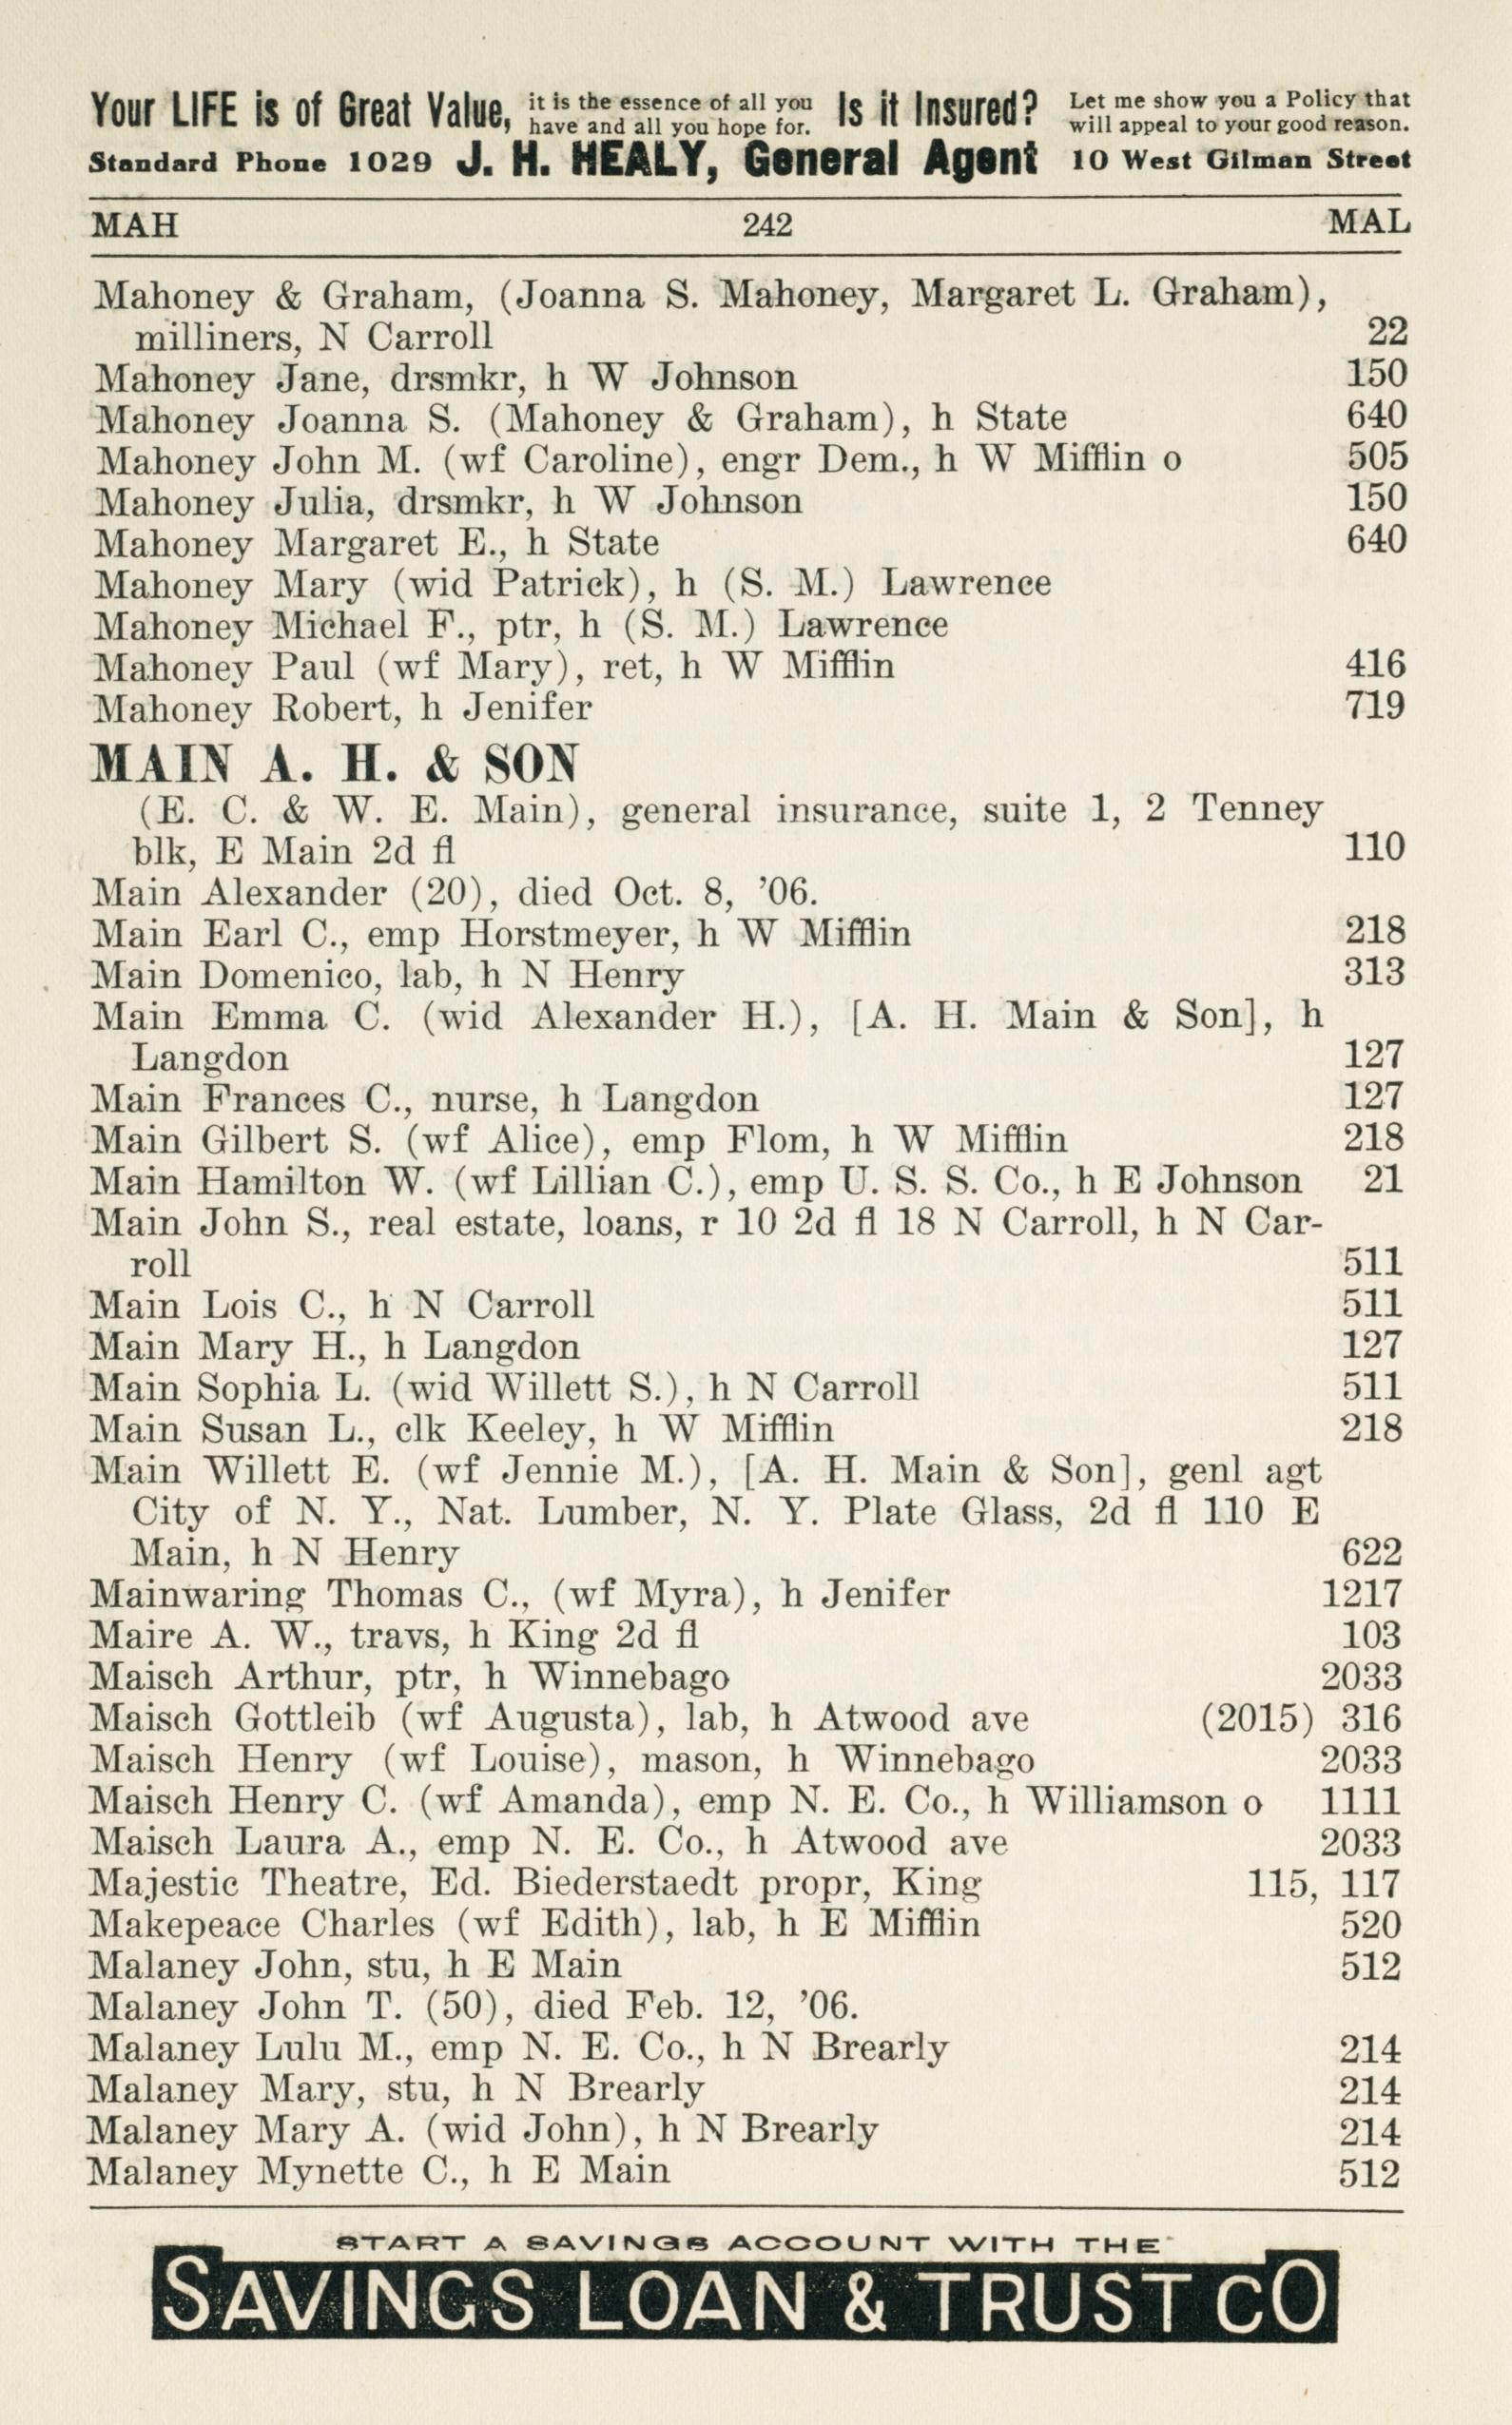 Your LIFE is of Great Value, it is the essence of all you have and all you hope for. Is it Insured? Let me show you a Policy that will appeal to your good reason.
Standard Phone 1029 J. H. HEALY, General Agent 10 West Gilman Street
MAH 242 MAL
Mahoney & Graham, (Joanna S. Mahoney, Margaret L. Graham),
milliners, N Carroll 22
Mahoney Jane, drsmkr, h W Johnson 150
Mahoney Joanna S. (Mahoney & Graham), h State 640
Mahoney John M. (wf Caroline), engr Dem., h W Mifflin o 505
Mahoney Julia, drsmkr, h W Johnson 150
Mahoney Margaret E., h State 640
Mahoney Mary (wid Patrick), h (S. M.) Lawrence
Mahoney Michael F., ptr, h (S. M.) Lawrence
Mahoney Paul (wf Mary), ret, h W Mifflin 416
Mahoney Robert, h Jenifer 719
MAIN A. H. & SON
(E. C. & W. E. Main), general insurance, suite 1, 2 Tenney
blk, E Main 2d fl 110
Main Alexander (20), died Oct. 8, '06.
Main Earl C., emp Horstmeyer, h W Mifflin 218
Main Domenico, lab, h N Henry 313
Main Emma C. (wid Alexander H.), [A. H. Main & Son], h
Langdon 127
Main Frances C., nurse, h Langdon 127
Main Gilbert S. (wf Alice), emp Flom, h W Mifflin 218
Main Hamilton W. (wf Lillian C.), emp U. S. S. Co., h E Johnson 21
Main John S., real estate, loans, r 10 2d fl 18 N Carroll, h N Car-
roll 511
Main Lois C., h N Carroll 511
Main Mary H., h Langdon 127
Main Sophia L. (wid Willett S.), h N Carroll 511
Main Susan L., clk Keeley, h W Mifflin 218
Main Willett E. (wf Jennie M.), [A. H. Main & Son], genl agt
City of N. Y., Nat. Lumber, N. Y. Plate Glass, 2d fl 110 E
Main, h N Henry 622
Mainwaring Thomas C., (wf Myra), h Jenifer 1217
Maire A. W., travs, h King 2d fl 103
Maisch Arthur, ptr, h Winnebago 2033
Maisch Gottleib (wf Augusta), lab, h Atwood ave (2015) 316
Maisch Henry (wf Louise), mason, h Winnebago 2033
Maisch Henry C. (wf Amanda), emp N. E. Co., h Williamson o 1111
Maisch Laura A., emp N. E. Co., h Atwood ave 2033
Majestic Theatre, Ed. Biederstaedt propr, King 115, 117
Makepeace Charles (wf Edith), lab, h E Mifflin 520
Malaney John, stu, h E Main 512
Malaney John T. (50), died Feb. 12, '06.
Malaney Lulu M., emp N. E. Co., h N Brearly 214
Malaney Mary, stu, h N Brearly 214
Malaney Mary A. (wid John), h N Brearly 214
Malaney Mynette C., h E Main 512
START A SAVINGS ACCOUNT WITH THE
SAVINGS LOAN & TRUST CO